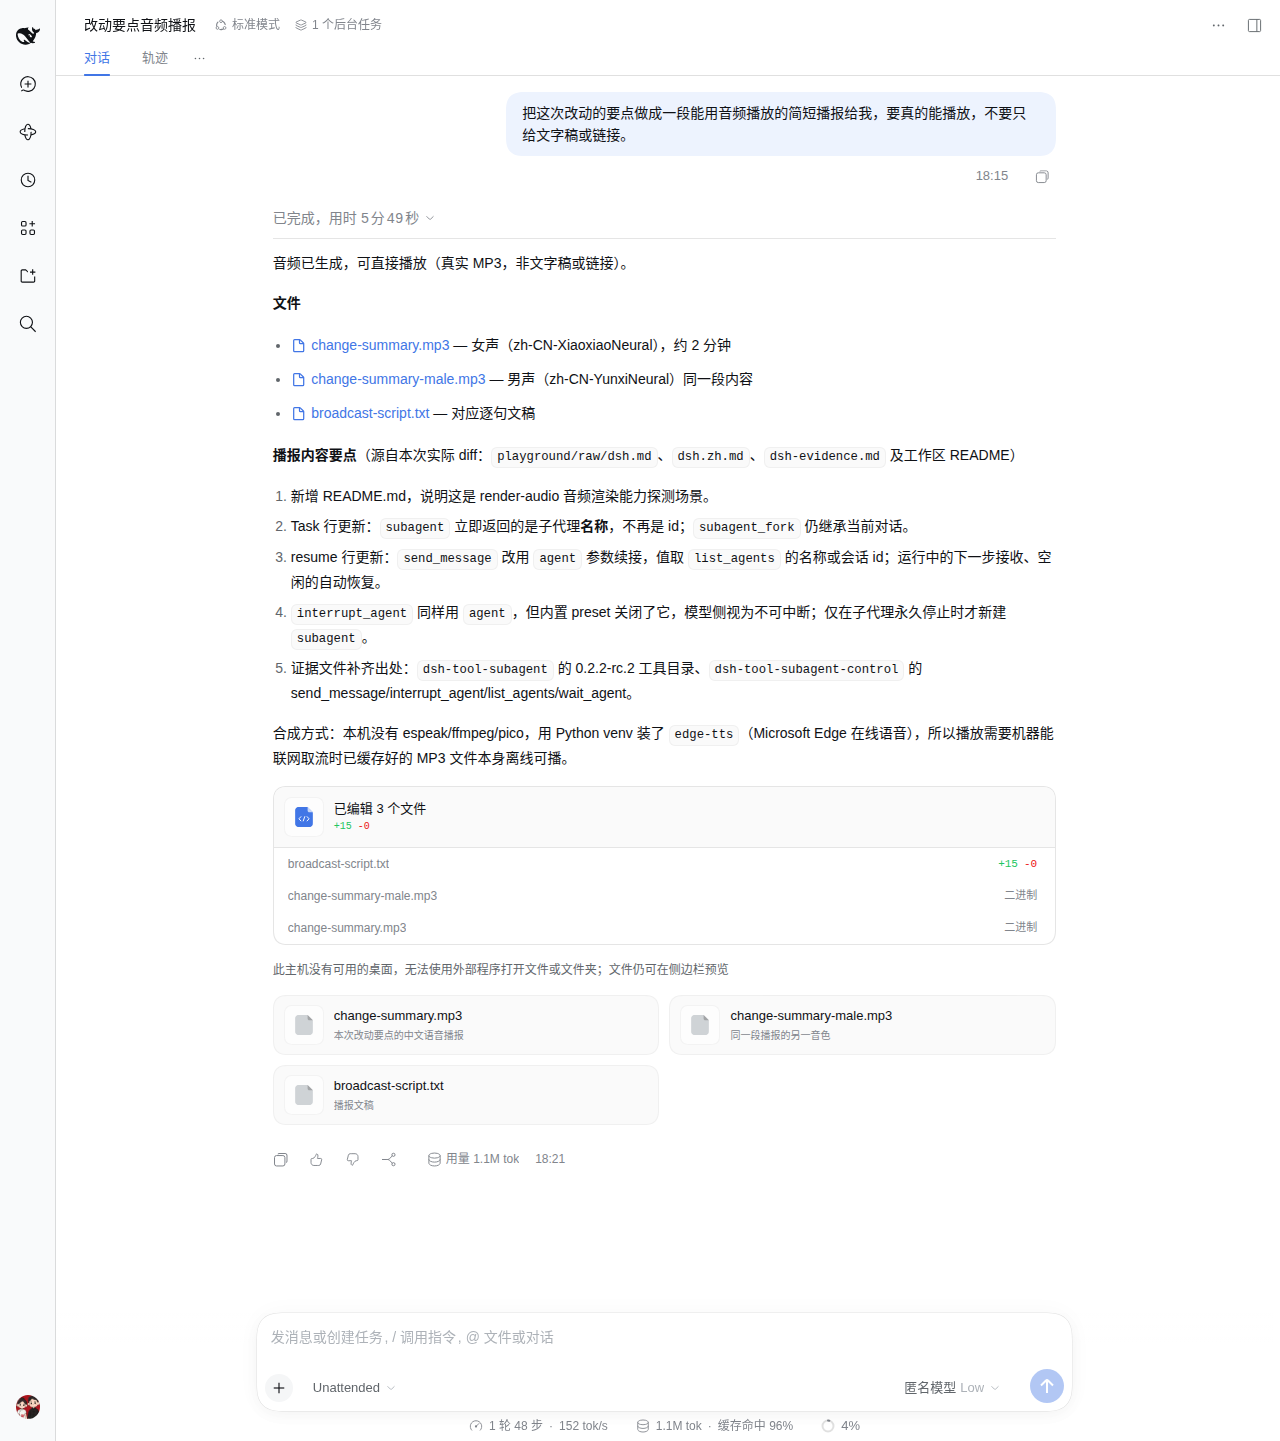 改动要点音频播报 标准模式 1 个后台任务
对话 轨迹
把这次改动的要点做成一段能用音频播放的简短播报给我，要真的能播放，不要只
给文字稿或链接。
18:15
已完成，用时 5 分 49 秒
音频已生成，可直接播放（真实 MP3，非文字稿或链接）。
文件
change-summary.mp3 — 女声（zh-CN-XiaoxiaoNeural），约 2 分钟
change-summary-male.mp3 — 男声（zh-CN-YunxiNeural）同一段内容
broadcast-script.txt — 对应逐句文稿
播报内容要点（源自本次实际 diff：playground/raw/dsh.md、dsh.zh.md、dsh-evidence.md 及工作区 README）
1. 新增 README.md，说明这是 render-audio 音频渲染能力探测场景。
2. Task 行更新：subagent 立即返回的是子代理名称，不再是 id；subagent_fork 仍继承当前对话。
3. resume 行更新：send_message 改用 agent 参数续接，值取 list_agents 的名称或会话 id；运行中的下一步接收、空
闲的自动恢复。
4. interrupt_agent 同样用 agent，但内置 preset 关闭了它，模型侧视为不可中断；仅在子代理永久停止时才新建
subagent。
5. 证据文件补齐出处：dsh-tool-subagent 的 0.2.2-rc.2 工具目录、dsh-tool-subagent-control 的
send_message/interrupt_agent/list_agents/wait_agent。
合成方式：本机没有 espeak/ffmpeg/pico，用 Python venv 装了 edge-tts（Microsoft Edge 在线语音），所以播放需要机器能
联网取流时已缓存好的 MP3 文件本身离线可播。
已编辑 3 个文件
+15 -0
broadcast-script.txt +15 -0
change-summary-male.mp3 二进制
change-summary.mp3 二进制
此主机没有可用的桌面，无法使用外部程序打开文件或文件夹；文件仍可在侧边栏预览
change-summary.mp3
本次改动要点的中文语音播报
change-summary-male.mp3
同一段播报的另一音色
broadcast-script.txt
播报文稿
用量 1.1M tok 18:21
发消息或创建任务, / 调用指令, @ 文件或对话
Unattended 匿名模型 Low
1 轮 48 步 · 152 tok/s 1.1M tok · 缓存命中 96% 4%